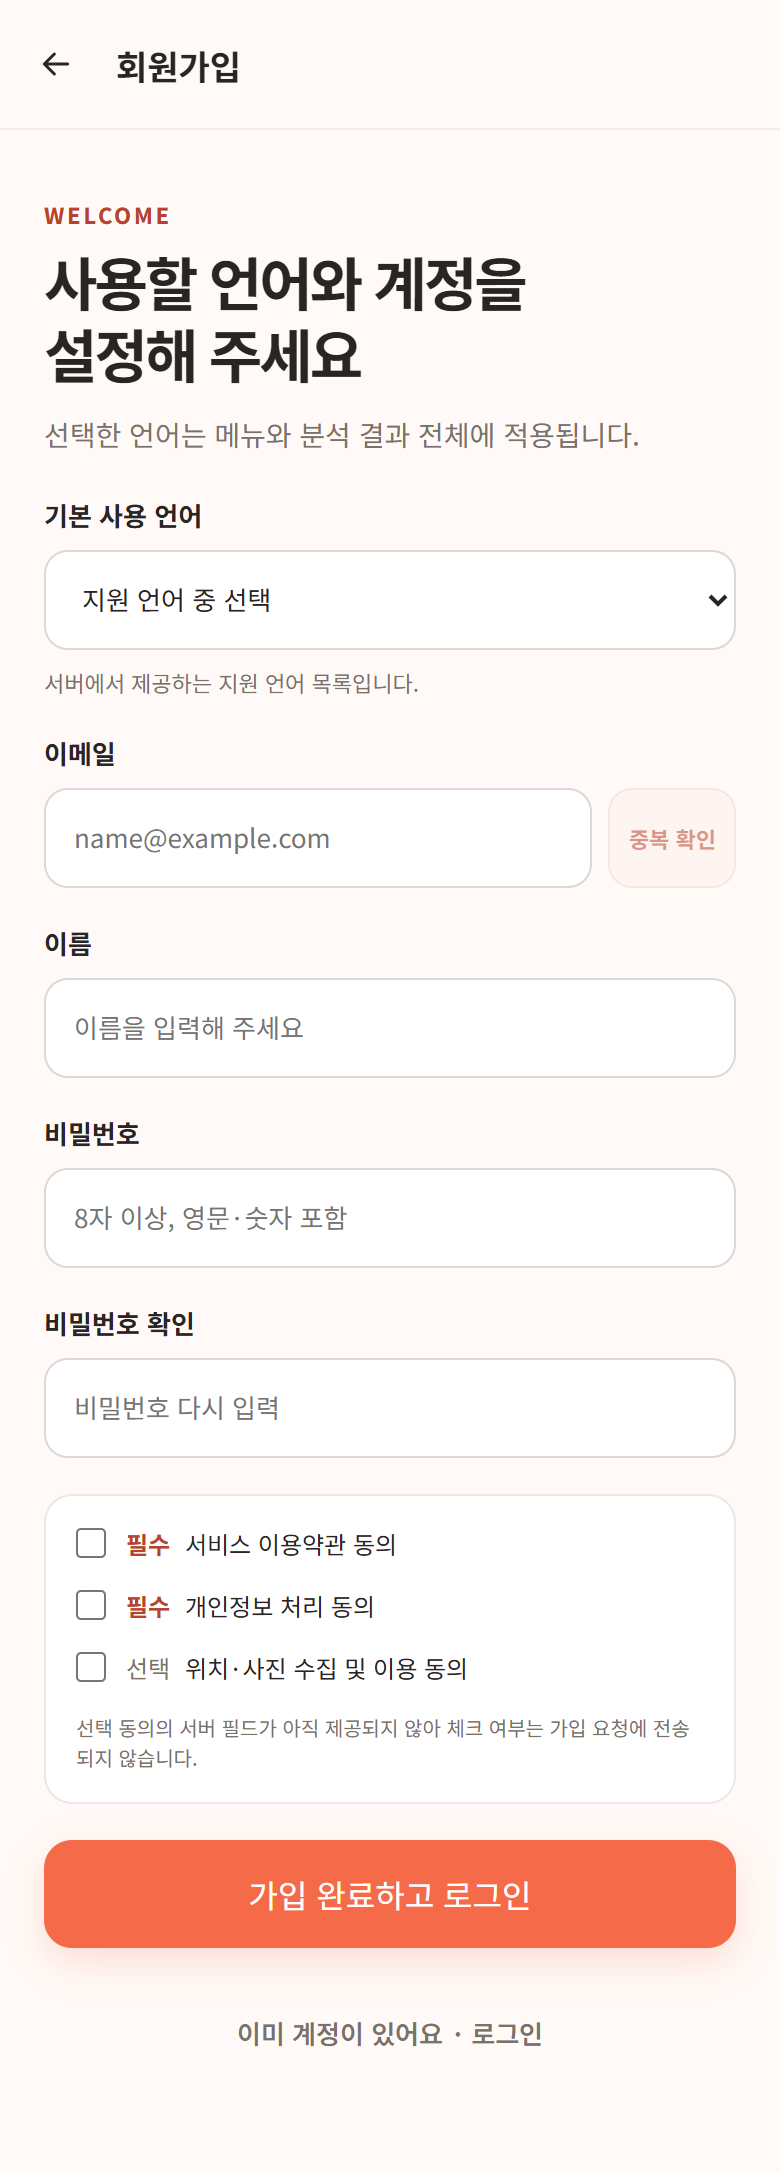 회원가입
WELCOME
사용할 언어와 계정을
설정해 주세요
선택한 언어는 메뉴와 분석 결과 전체에 적용됩니다.
기본 사용 언어
지원 언어 중 선택
서버에서 제공하는 지원 언어 목록입니다.
이메일
name@example.com
중복 확인
이름
이름을 입력해 주세요
비밀번호
8자 이상, 영문·숫자 포함
비밀번호 확인
비밀번호 다시 입력
필수 서비스 이용약관 동의
필수 개인정보 처리 동의
선택 위치·사진 수집 및 이용 동의
선택 동의의 서버 필드가 아직 제공되지 않아 체크 여부는 가입 요청에 전송
되지 않습니다.
가입 완료하고 로그인
이미 계정이 있어요 · 로그인